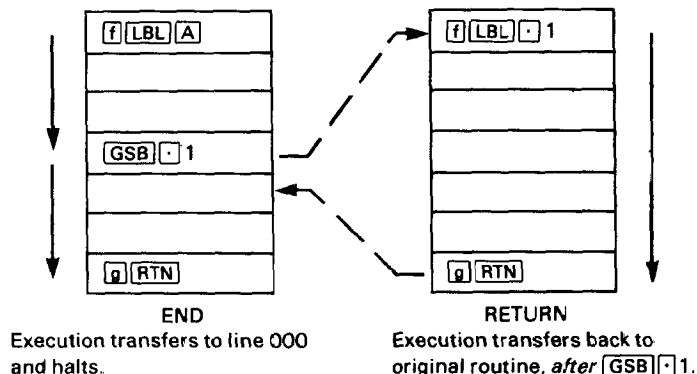 f LBL A
GSB · 1
g RTN
END
Execution transfers to line 000
and halts.
f LBL · 1
g RTN
RETURN
Execution transfers back to
original routine, after GSB · 1.